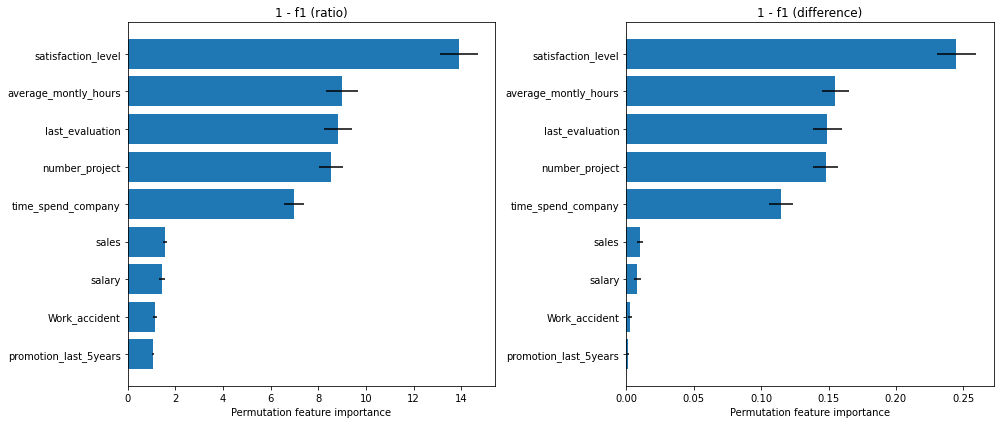 1 - f1 (ratio)
satisfaction_level
average_montly_hours
last_evaluation
number_project
time_spend_company
sales
salary
Work_accident
promotion_last_5years
0 2 4 6 8 10 12 14
Permutation feature importance
1 - f1 (difference)
satisfaction_level
average_montly_hours
last_evaluation
number_project
time_spend_company
sales
salary
Work_accident
promotion_last_5years
0.00 0.05 0.10 0.15 0.20 0.25
Permutation feature importance